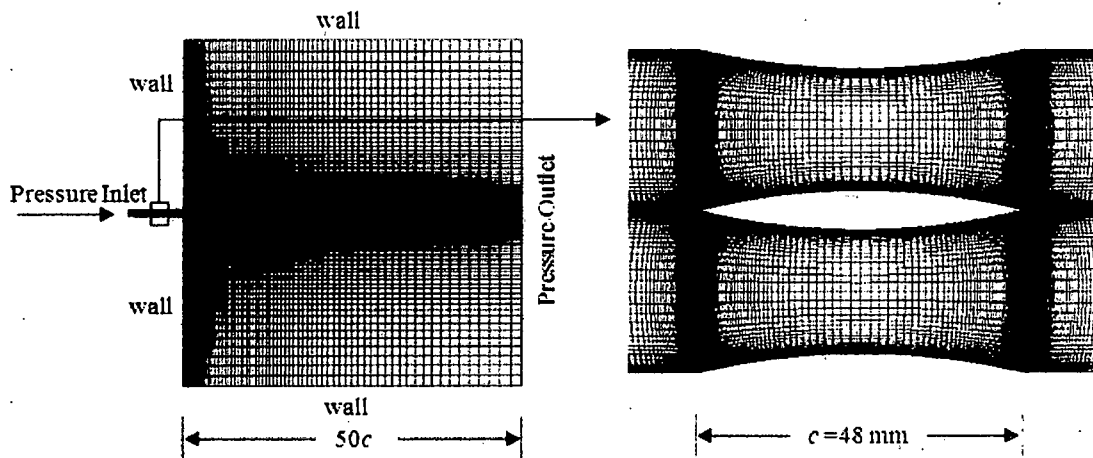 wall
wall
Pressure Inlet
Pressure Outlet
wall
wall
50c
c=48 mm